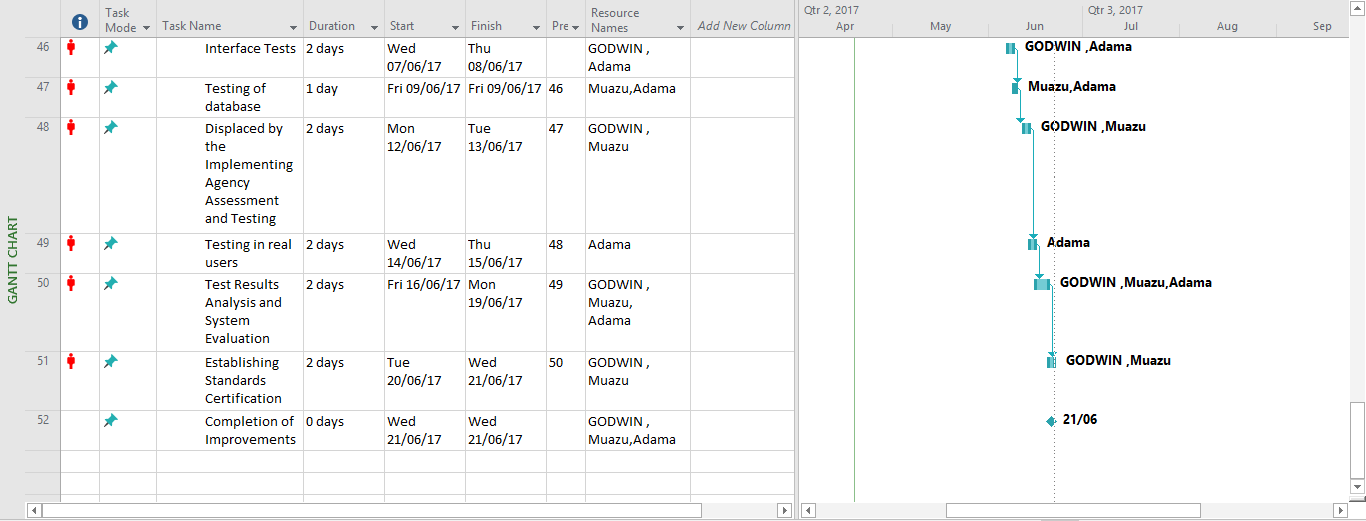 Qtr 2, 2017 Qtr 3, 2017
Task Mode Task Name Duration Start Finish Pre Resource Names Add New Column Apr May Jun Jul Aug Sep
GANTT CHART
46 Interface Tests 2 days Wed Thu GODWIN , GODWIN ,Adama
07/06/17 08/06/17 Adama
47 Testing of 1 day Fri 09/06/17 Fri 09/06/17 46 Muazu,Adama Muazu,Adama
database
48 Displaced by 2 days Mon Tue 47 GODWIN , GODWIN ,Muazu
the 12/06/17 13/06/17 Muazu
Implementing
Agency
Assessment
and Testing
49 Testing in real 2 days Wed Thu 48 Adama Adama
users 14/06/17 15/06/17
50 Test Results 2 days Fri 16/06/17 Mon 49 GODWIN , GODWIN ,Muazu,Adama
Analysis and 19/06/17 Muazu,
System Adama
Evaluation
51 Establishing 2 days Tue Wed 50 GODWIN , GODWIN ,Muazu
Standards 20/06/17 21/06/17 Muazu
Certification
52 Completion of 0 days Wed Wed GODWIN , 21/06
Improvements 21/06/17 21/06/17 Muazu,Adama